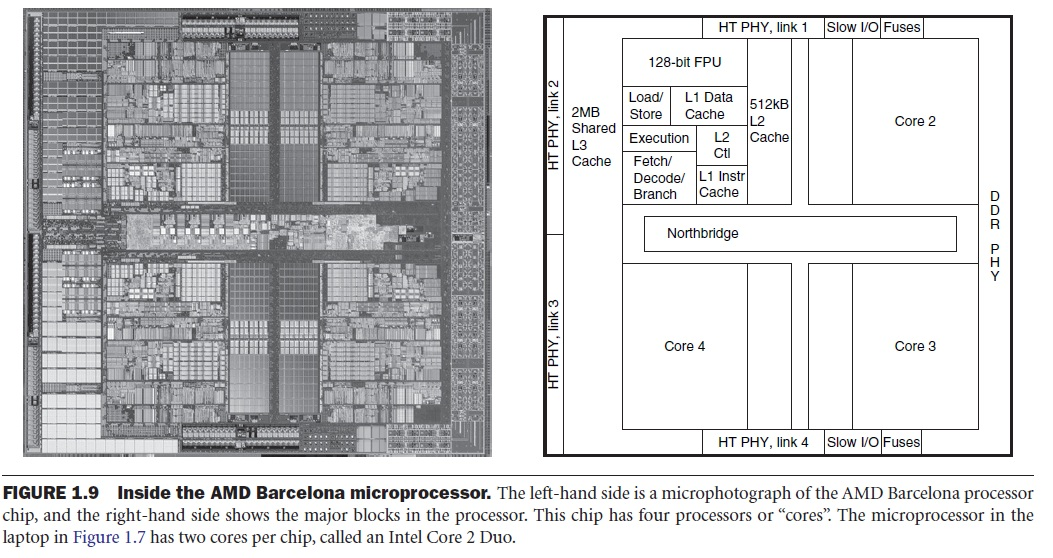 HT PHY, link 1
Slow I/O
Fuses
HT PHY, link 2
2MB
Shared
L3
Cache
128-bit FPU
Load/
Store
L1 Data
Cache
Execution
L2
Ctl
Fetch/
Decode/
Branch
L1 Instr
Cache
512kB
L2
Cache
Core 2
Northbridge
DDR PHY
HT PHY, link 3
Core 4
Core 3
HT PHY, link 4
Slow I/O
Fuses
FIGURE 1.9 Inside the AMD Barcelona microprocessor. The left-hand side is a microphotograph of the AMD Barcelona processor
chip, and the right-hand side shows the major blocks in the processor. This chip has four processors or “cores”. The microprocessor in the
laptop in Figure 1.7 has two cores per chip, called an Intel Core 2 Duo.